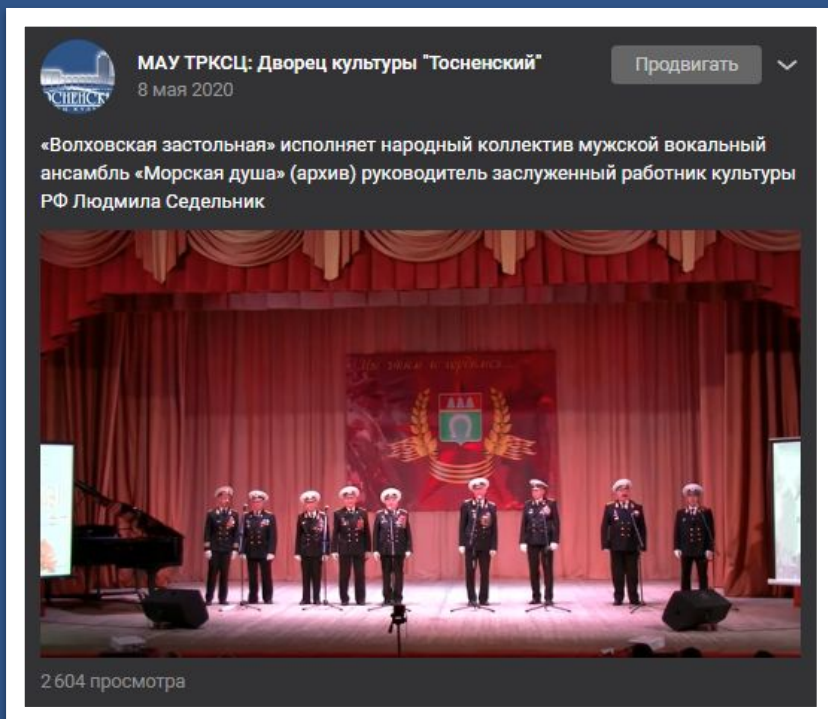 МАУ ТРКСЦ: Дворец культуры "Тосненский"
Продвигать
8 мая 2020
«Волховская застольная» исполняет народный коллектив мужской вокальный
ансамбль «Морская душа» (архив) руководитель заслуженный работник культуры
РФ Людмила Седельник
2 604 просмотра